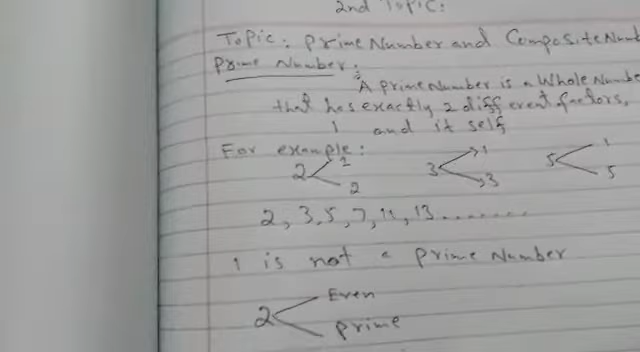 2nd Topic:
Topic: Prime Number and Composite Num
Prime Number:
A prime Number is a Whole Number
that has exactly 2 different factors,
1 and it self
For example:
2 1 2 3 1 3 5 1 5
2, 3, 5, 7, 11, 13.......
1 is not a prime Number
2 Even
prime